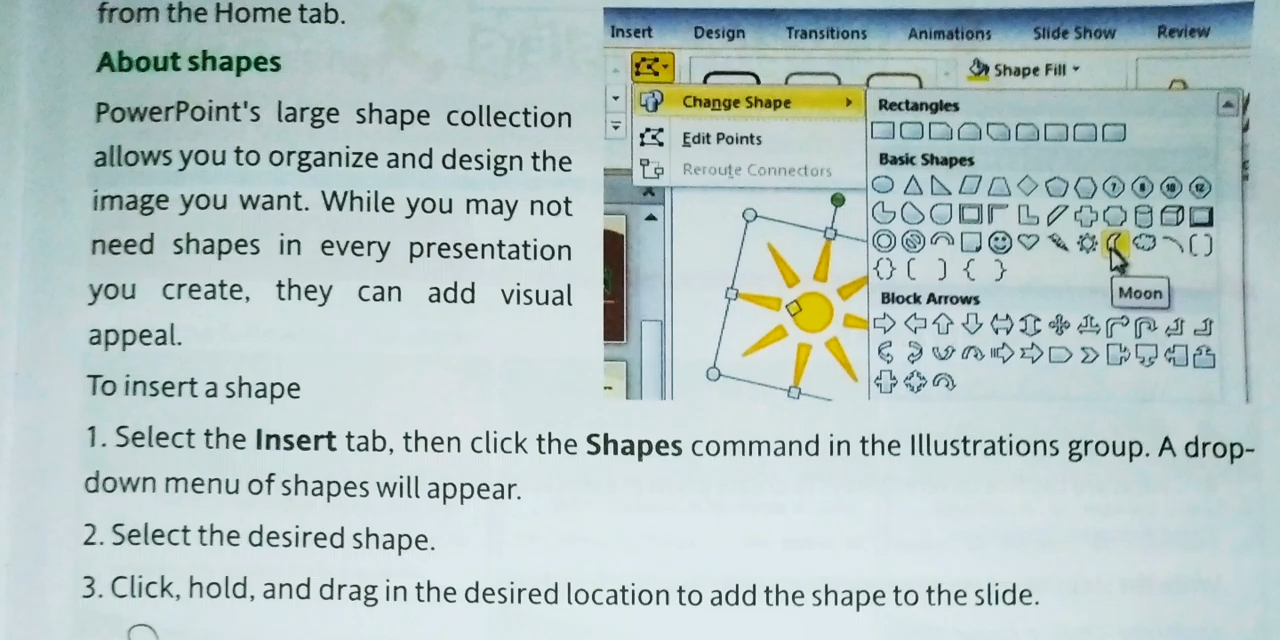 from the Home tab.
About shapes
PowerPoint's large shape collection
allows you to organize and design the
image you want. While you may not
need shapes in every presentation
you create, they can add visual
appeal.
To insert a shape
1. Select the Insert tab, then click the Shapes command in the Illustrations group. A drop-
down menu of shapes will appear.
2. Select the desired shape.
3. Click, hold, and drag in the desired location to add the shape to the slide.
Insert Design Transitions Animations Slide Show Review
Shape Fill
Change Shape
Edit Points
Reroute Connectors
Rectangles
Basic Shapes
7 8 10 12
Moon
Block Arrows